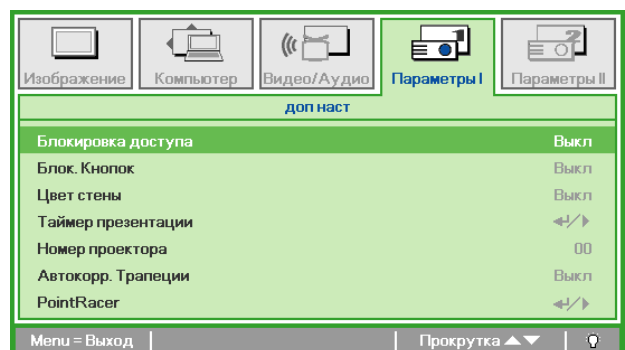 Изображение Компьютер Видео/Аудио Параметры I Параметры II
доп наст
Блокировка доступа Выкл
Блок. Кнопок Выкл
Цвет стены Выкл
Таймер презентации
Номер проектора 00
Автокорр. Трапеции Выкл
PointRacer
Menu = Выход Прокрутка